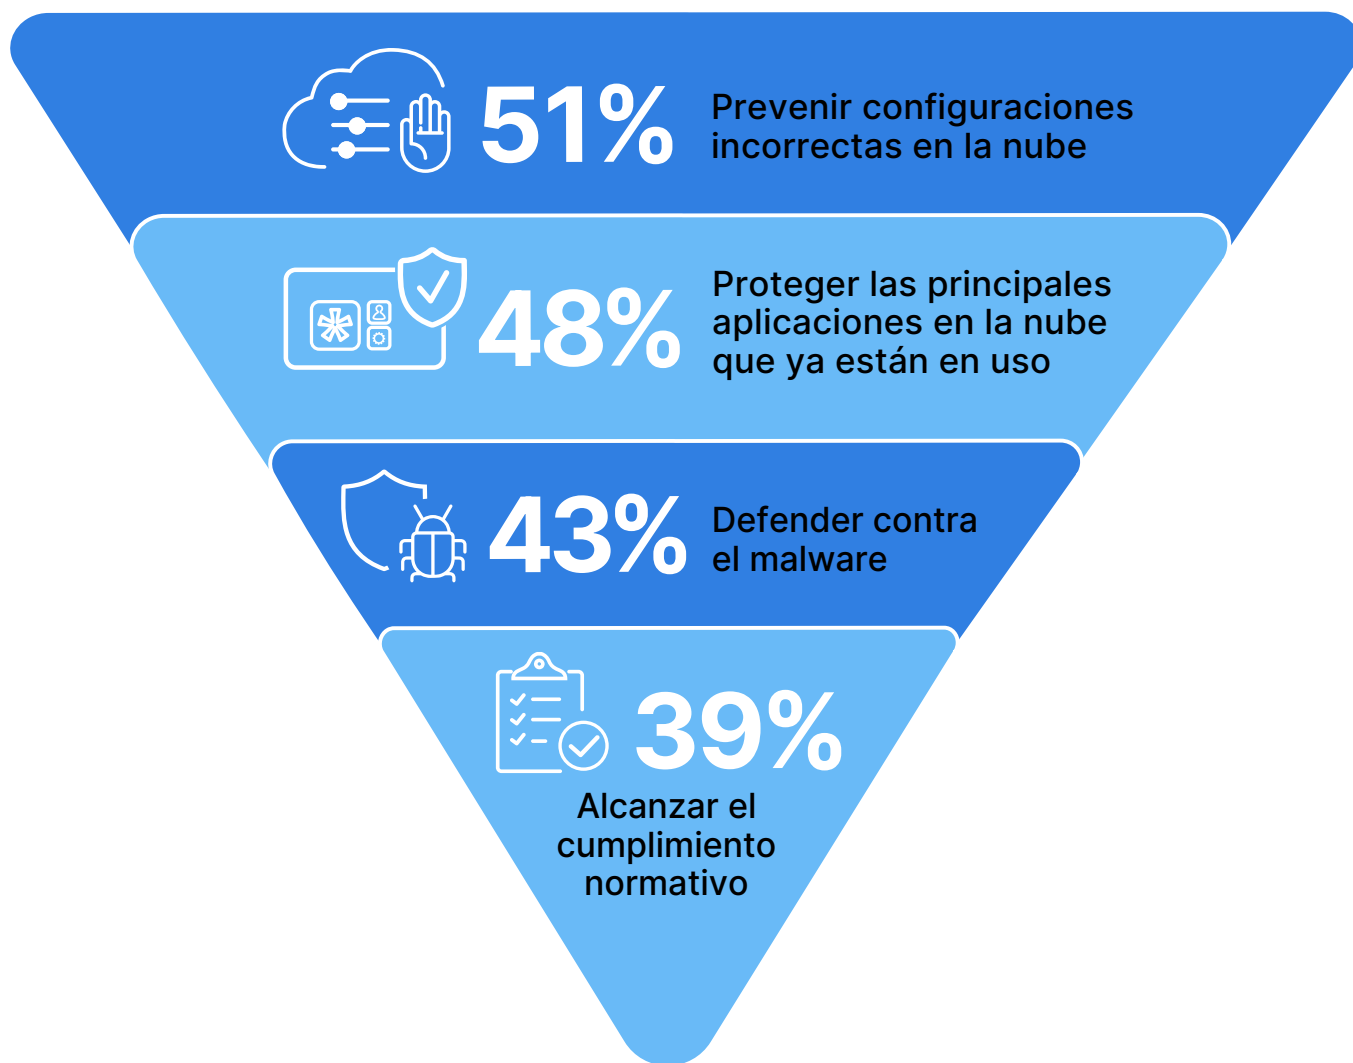 51%
Prevenir configuraciones
incorrectas en la nube
48%
Proteger las principales
aplicaciones en la nube
que ya están en uso
43%
Defender contra
el malware
39%
Alcanzar el
cumplimiento
normativo